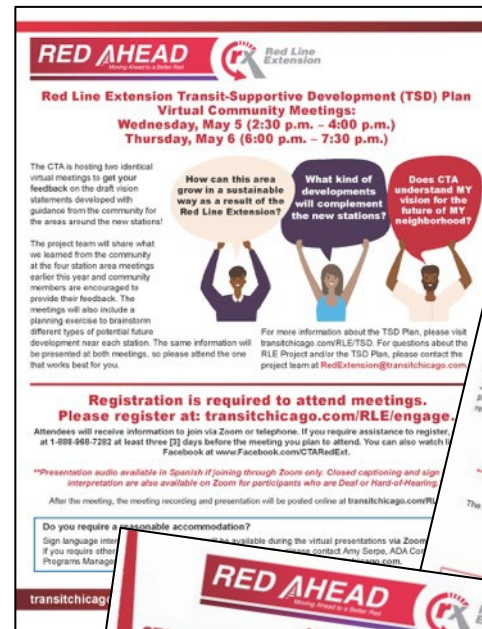 RED AHEAD
Moving Ahead to a Better Red
rx Red Line
Extension
Red Line Extension Transit-Supportive Development (TSD) Plan
Virtual Community Meetings:
Wednesday, May 5 (2:30 p.m. – 4:00 p.m.)
Thursday, May 6 (6:00 p.m. – 7:30 p.m.)
The CTA is hosting two identical
virtual meetings to get your
feedback on the draft vision
statements developed with
guidance from the community for
the areas around the new stations!
The project team will share what
we learned from the community
at the four station area meetings
earlier this year and community
members are encouraged to
provide their feedback. The
meetings will also include a
planning exercise to brainstorm
different types of potential future
development near each station. The same information will
be presented at both meetings, so please attend the one
that works best for you.
How can this area
grow in a sustainable
way as a result of the
Red Line Extension?
What kind of
developments
will complement
the new stations?
Does CTA
understand MY
vision for the
future of MY
neighborhood?
For more information about the TSD Plan, please visit
transitchicago.com/RLE/TSD. For questions about the
RLE Project and/or the TSD Plan, please contact the
project team at RedExtension@transitchicago.com
Registration is required to attend meetings.
Please register at: transitchicago.com/RLE/engage.
Attendees will receive information to join via Zoom or telephone. If you require assistance to register,
at 1-888-968-7282 at least three [3] days before the meeting you plan to attend. You can also watch
Facebook at www.Facebook.com/CTARedExt.
**Presentation audio available in Spanish if joining through Zoom only. Closed captioning and sign
interpretation are also available on Zoom for participants who are Deaf or Hard-of-Hearing.
After the meeting, the meeting recording and presentation will be posted online at transitchicago.com/
Do you require a reasonable accommodation?
Sign language be available during the virtual presentations via Zoom
If you require other please contact Amy Serpe, ADA
Programs
transitchicago
The
RED AHEAD
Moving Ahead to a Better Red